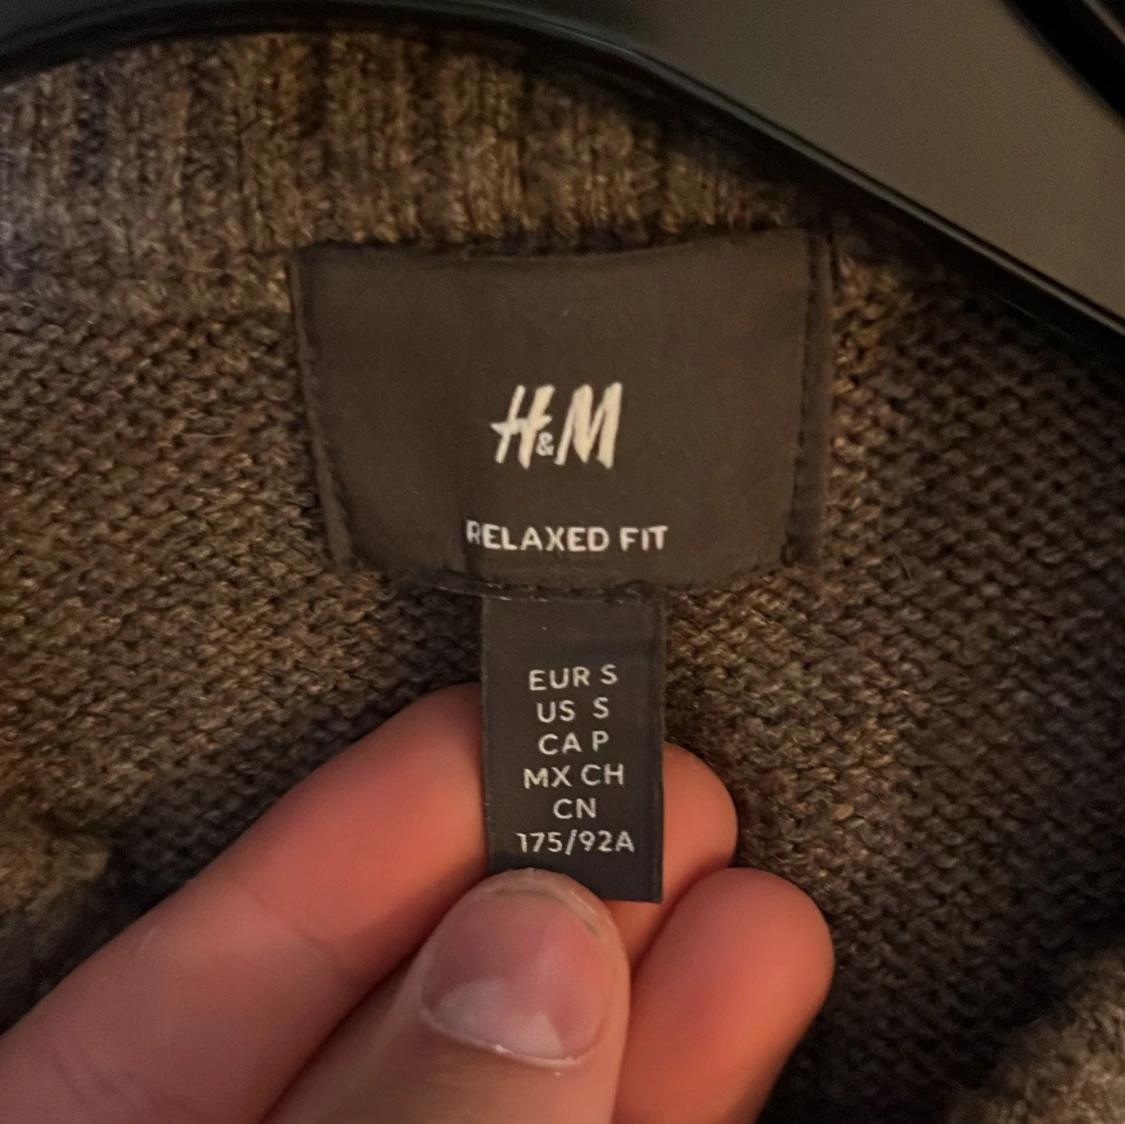 H&M
RELAXED FIT
EUR S
US S
CA P
MX CH
CN
175/92A